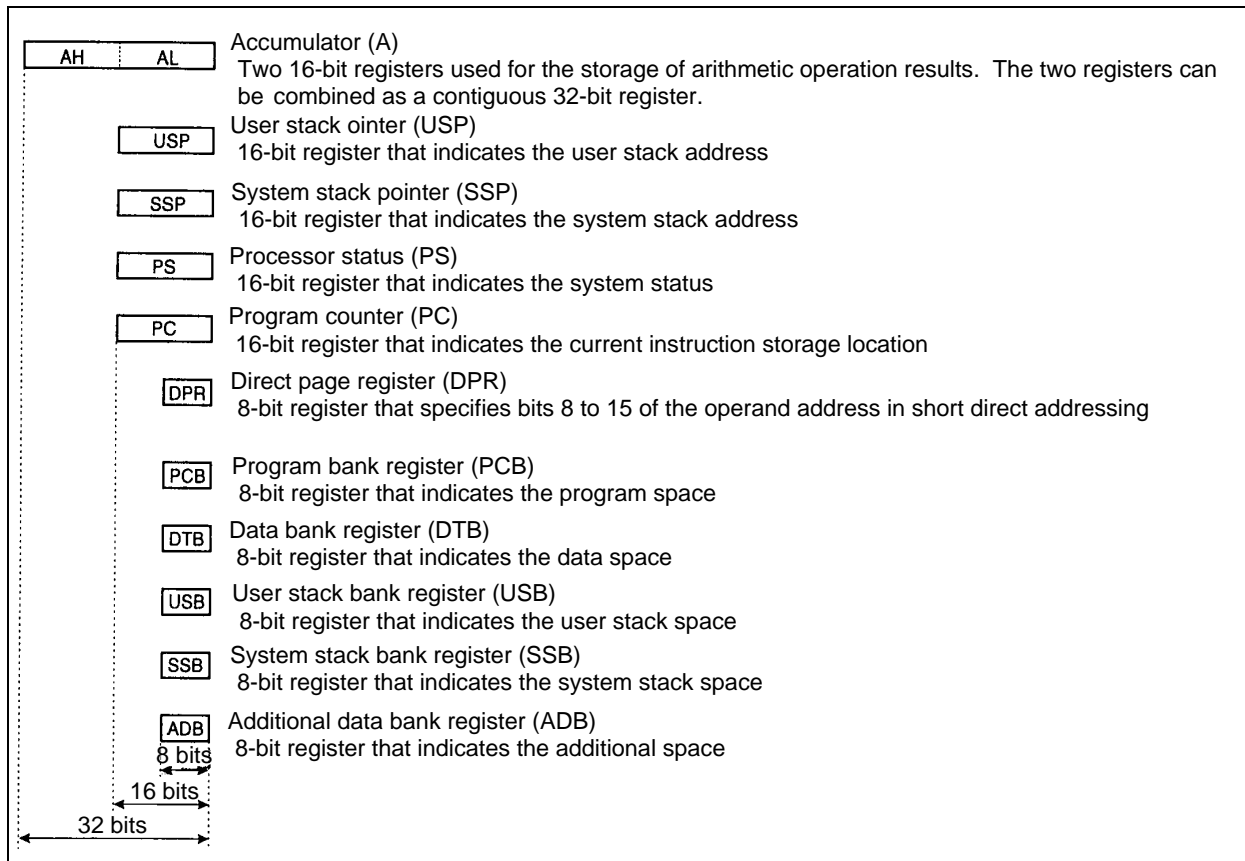 AH AL Accumulator (A)
Two 16-bit registers used for the storage of arithmetic operation results. The two registers can
be combined as a contiguous 32-bit register.
User stack ointer (USP)
USP
16-bit register that indicates the user stack address
System stack pointer (SSP)
SSP
16-bit register that indicates the system stack address
Processor status (PS)
PS
16-bit register that indicates the system status
Program counter (PC)
PC
16-bit register that indicates the current instruction storage location
Direct page register (DPR)
DPR
8-bit register that specifies bits 8 to 15 of the operand address in short direct addressing
Program bank register (PCB)
PCB
8-bit register that indicates the program space
Data bank register (DTB)
DTB
8-bit register that indicates the data space
User stack bank register (USB)
USB
8-bit register that indicates the user stack space
System stack bank register (SSB)
SSB
8-bit register that indicates the system stack space
Additional data bank register (ADB)
ADB
8-bit register that indicates the additional space
8 bits
16 bits
32 bits